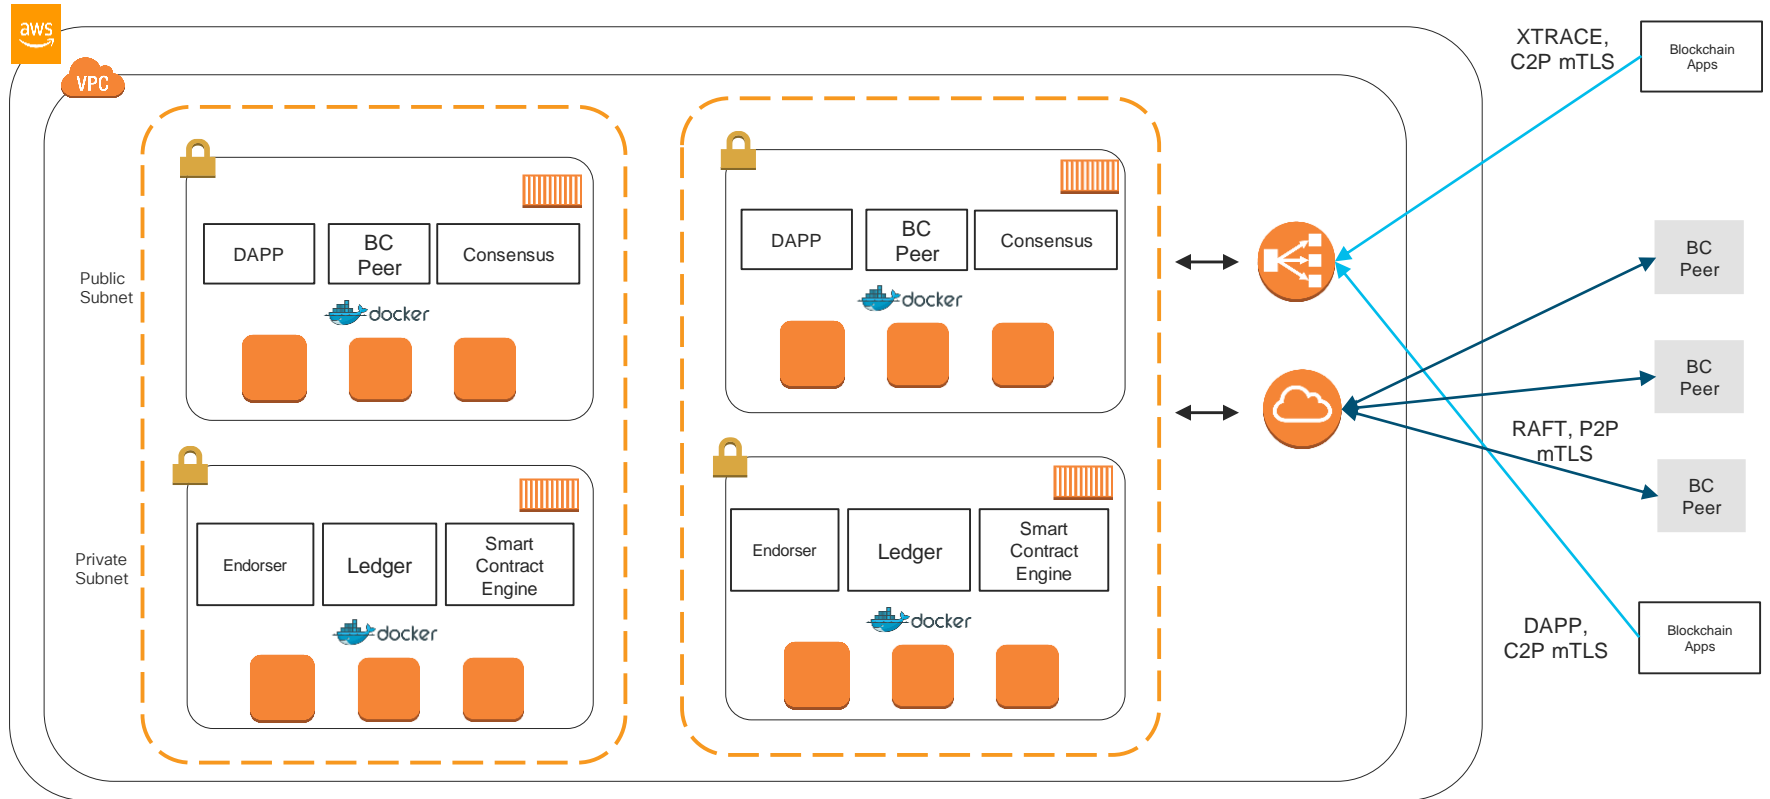 aws
VPC
XTRACE,
C2P mTLS
Blockchain
Apps
Public
Subnet
DAPP
BC
Peer
Consensus
docker
DAPP
BC
Peer
Consensus
docker
BC
Peer
BC
Peer
RAFT, P2P
mTLS
BC
Peer
Private
Subnet
Endorser
Ledger
Smart
Contract
Engine
docker
Endorser
Ledger
Smart
Contract
Engine
docker
DAPP,
C2P mTLS
Blockchain
Apps